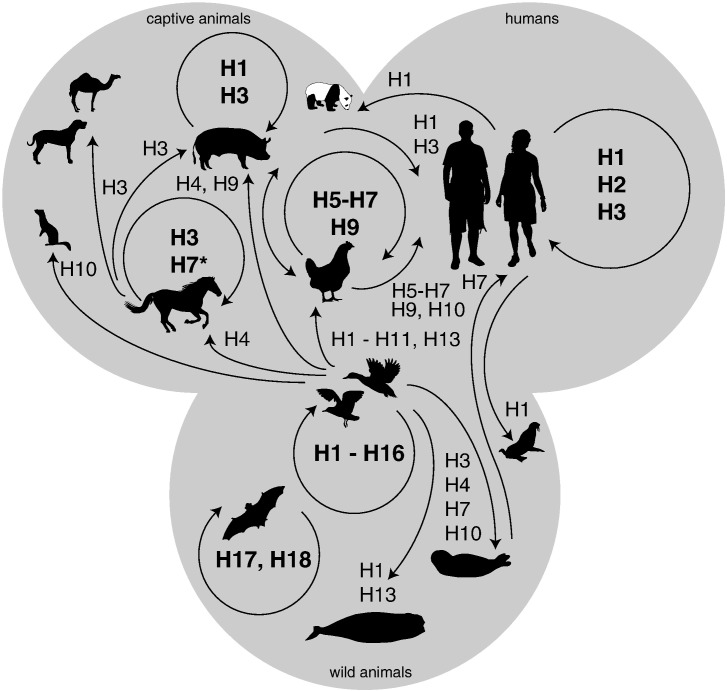 captive animals
humans
H1
H3
H1
H1
H3
H1
H2
H3
H3
H4, H9
H3
H5-H7
H9
H3
H7*
H10
H5-H7
H9, H10
H7
H4
H1 - H11, H13
H1
H1 - H16
H3
H4
H7
H10
H17, H18
H1
H13
wild animals